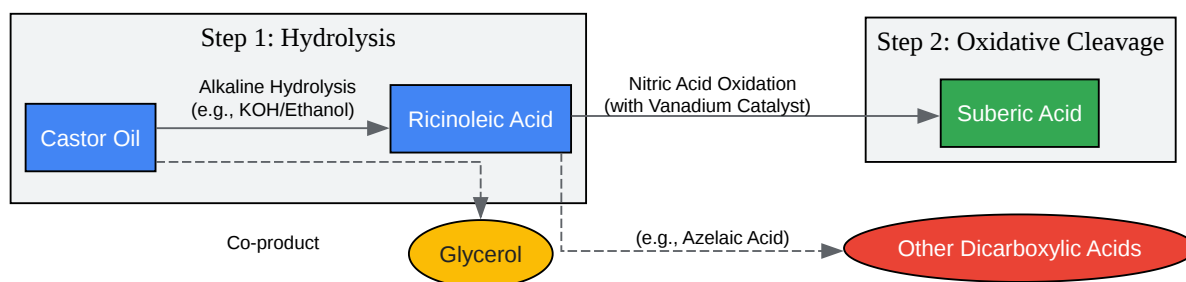 Step 1: Hydrolysis
Step 2: Oxidative Cleavage
Alkaline Hydrolysis
(e.g., KOH/Ethanol)
Nitric Acid Oxidation
(with Vanadium Catalyst)
Castor Oil
Ricinoleic Acid
Suberic Acid
Co-product
Glycerol
(e.g., Azelaic Acid)
Other Dicarboxylic Acids